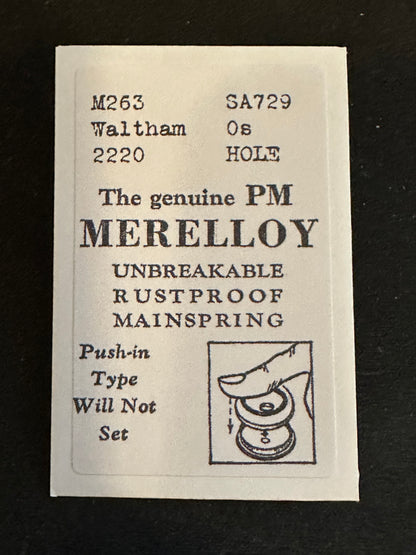 M263 SA729
Waltham 0s
2220 HOLE
The genuine PM
MERELLOY
UNBREAKABLE
RUSTPROOF
MAINSPRING
Push-in
Type
Will Not
Set